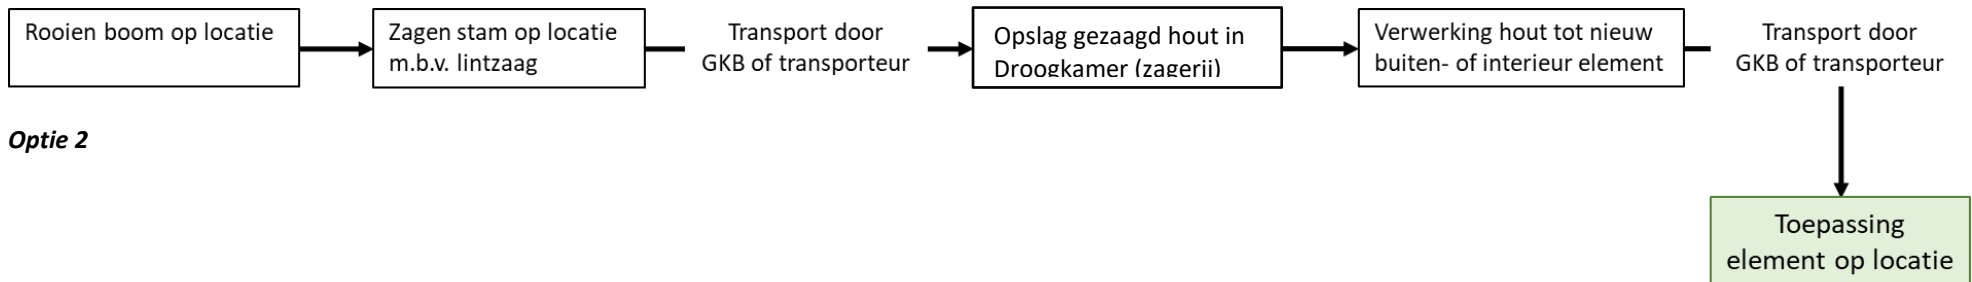 Rooien boom op locatie
Zagen stam op locatie
m.b.v. lintzaag
Transport door
GKB of transporteur
Opslag gezaagd hout in
Droogkamer (zagerij)
Verwerking hout tot nieuw
buiten- of interieur element
Transport door
GKB of transporteur
Optie 2
Toepassing
element op locatie